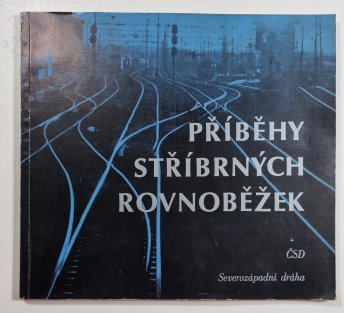 PŘÍBĚHY
STŘÍBRNÝCH
ROVNOBĚŽEK
ČSD
Severozápadní dráha